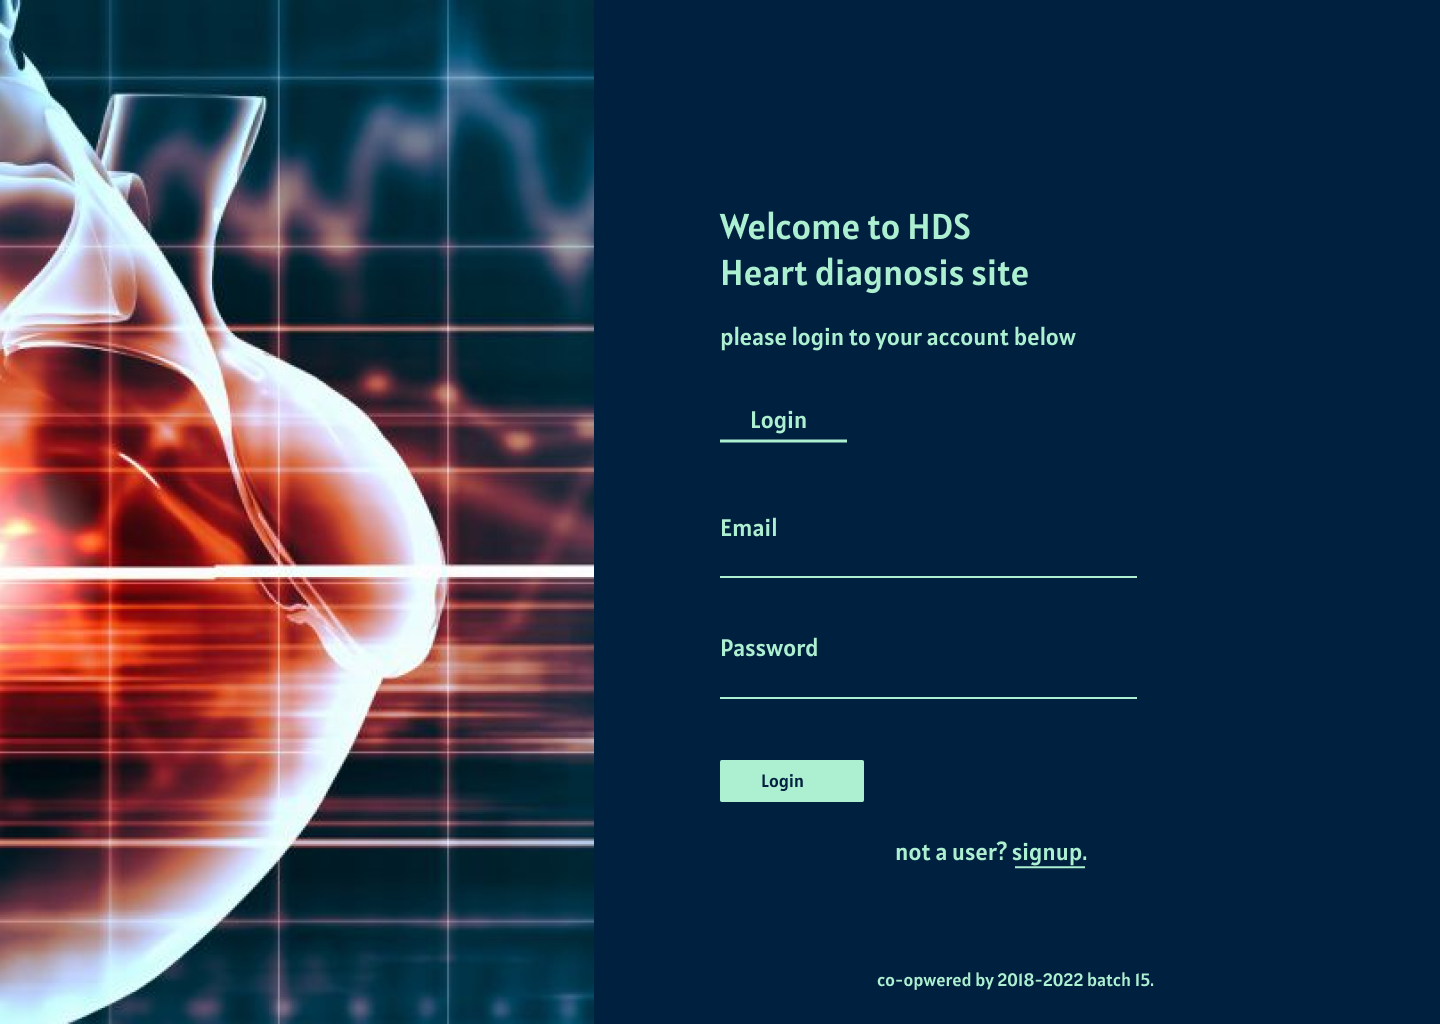 Welcome to HDS
Heart diagnosis site
please login to your account below
Login
Email
Password
Login
not a user? signup.
co-opwered by 2018-2022 batch 15.